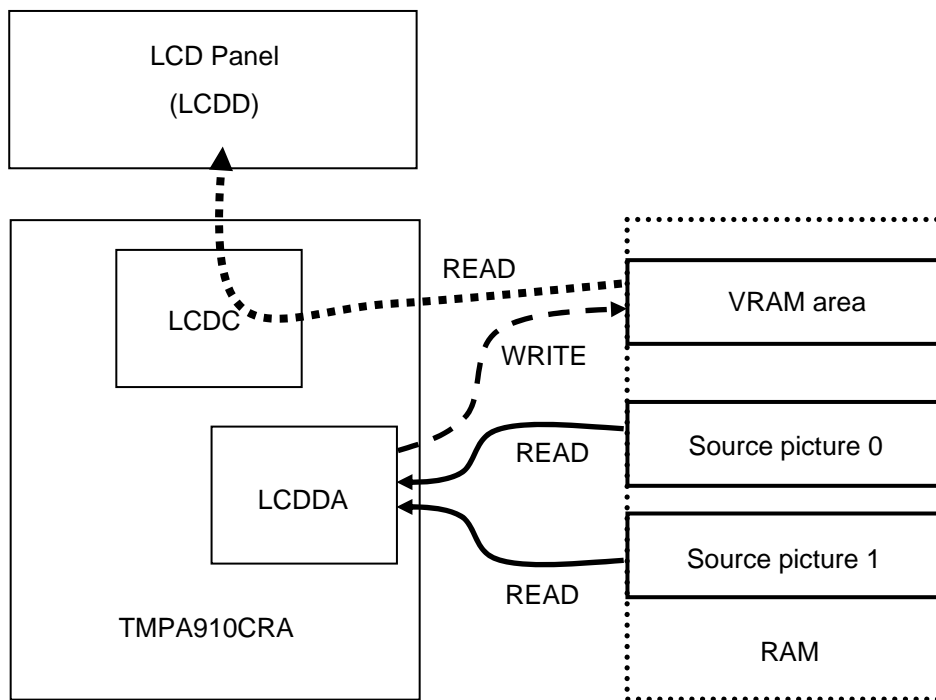 LCD Panel
(LCDD)
READ
VRAM area
LCDC
WRITE
Source picture 0
READ
LCDDA
Source picture 1
READ
TMPA910CRA
RAM